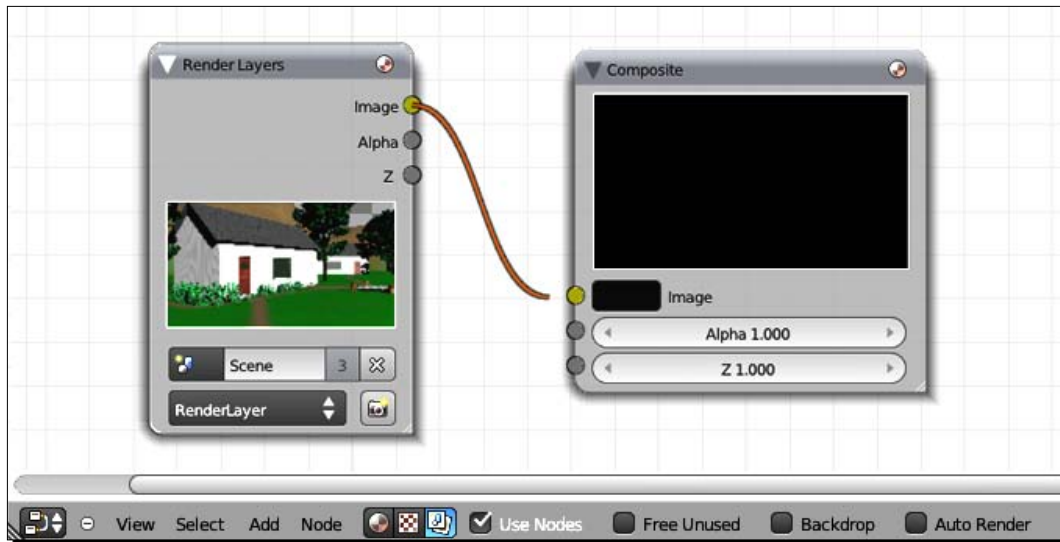 Render Layers
Image
Alpha
Z
Scene 3
RenderLayer
Composite
Image
Alpha 1.000
Z 1.000
View Select Add Node Use Nodes Free Unused Backdrop Auto Render